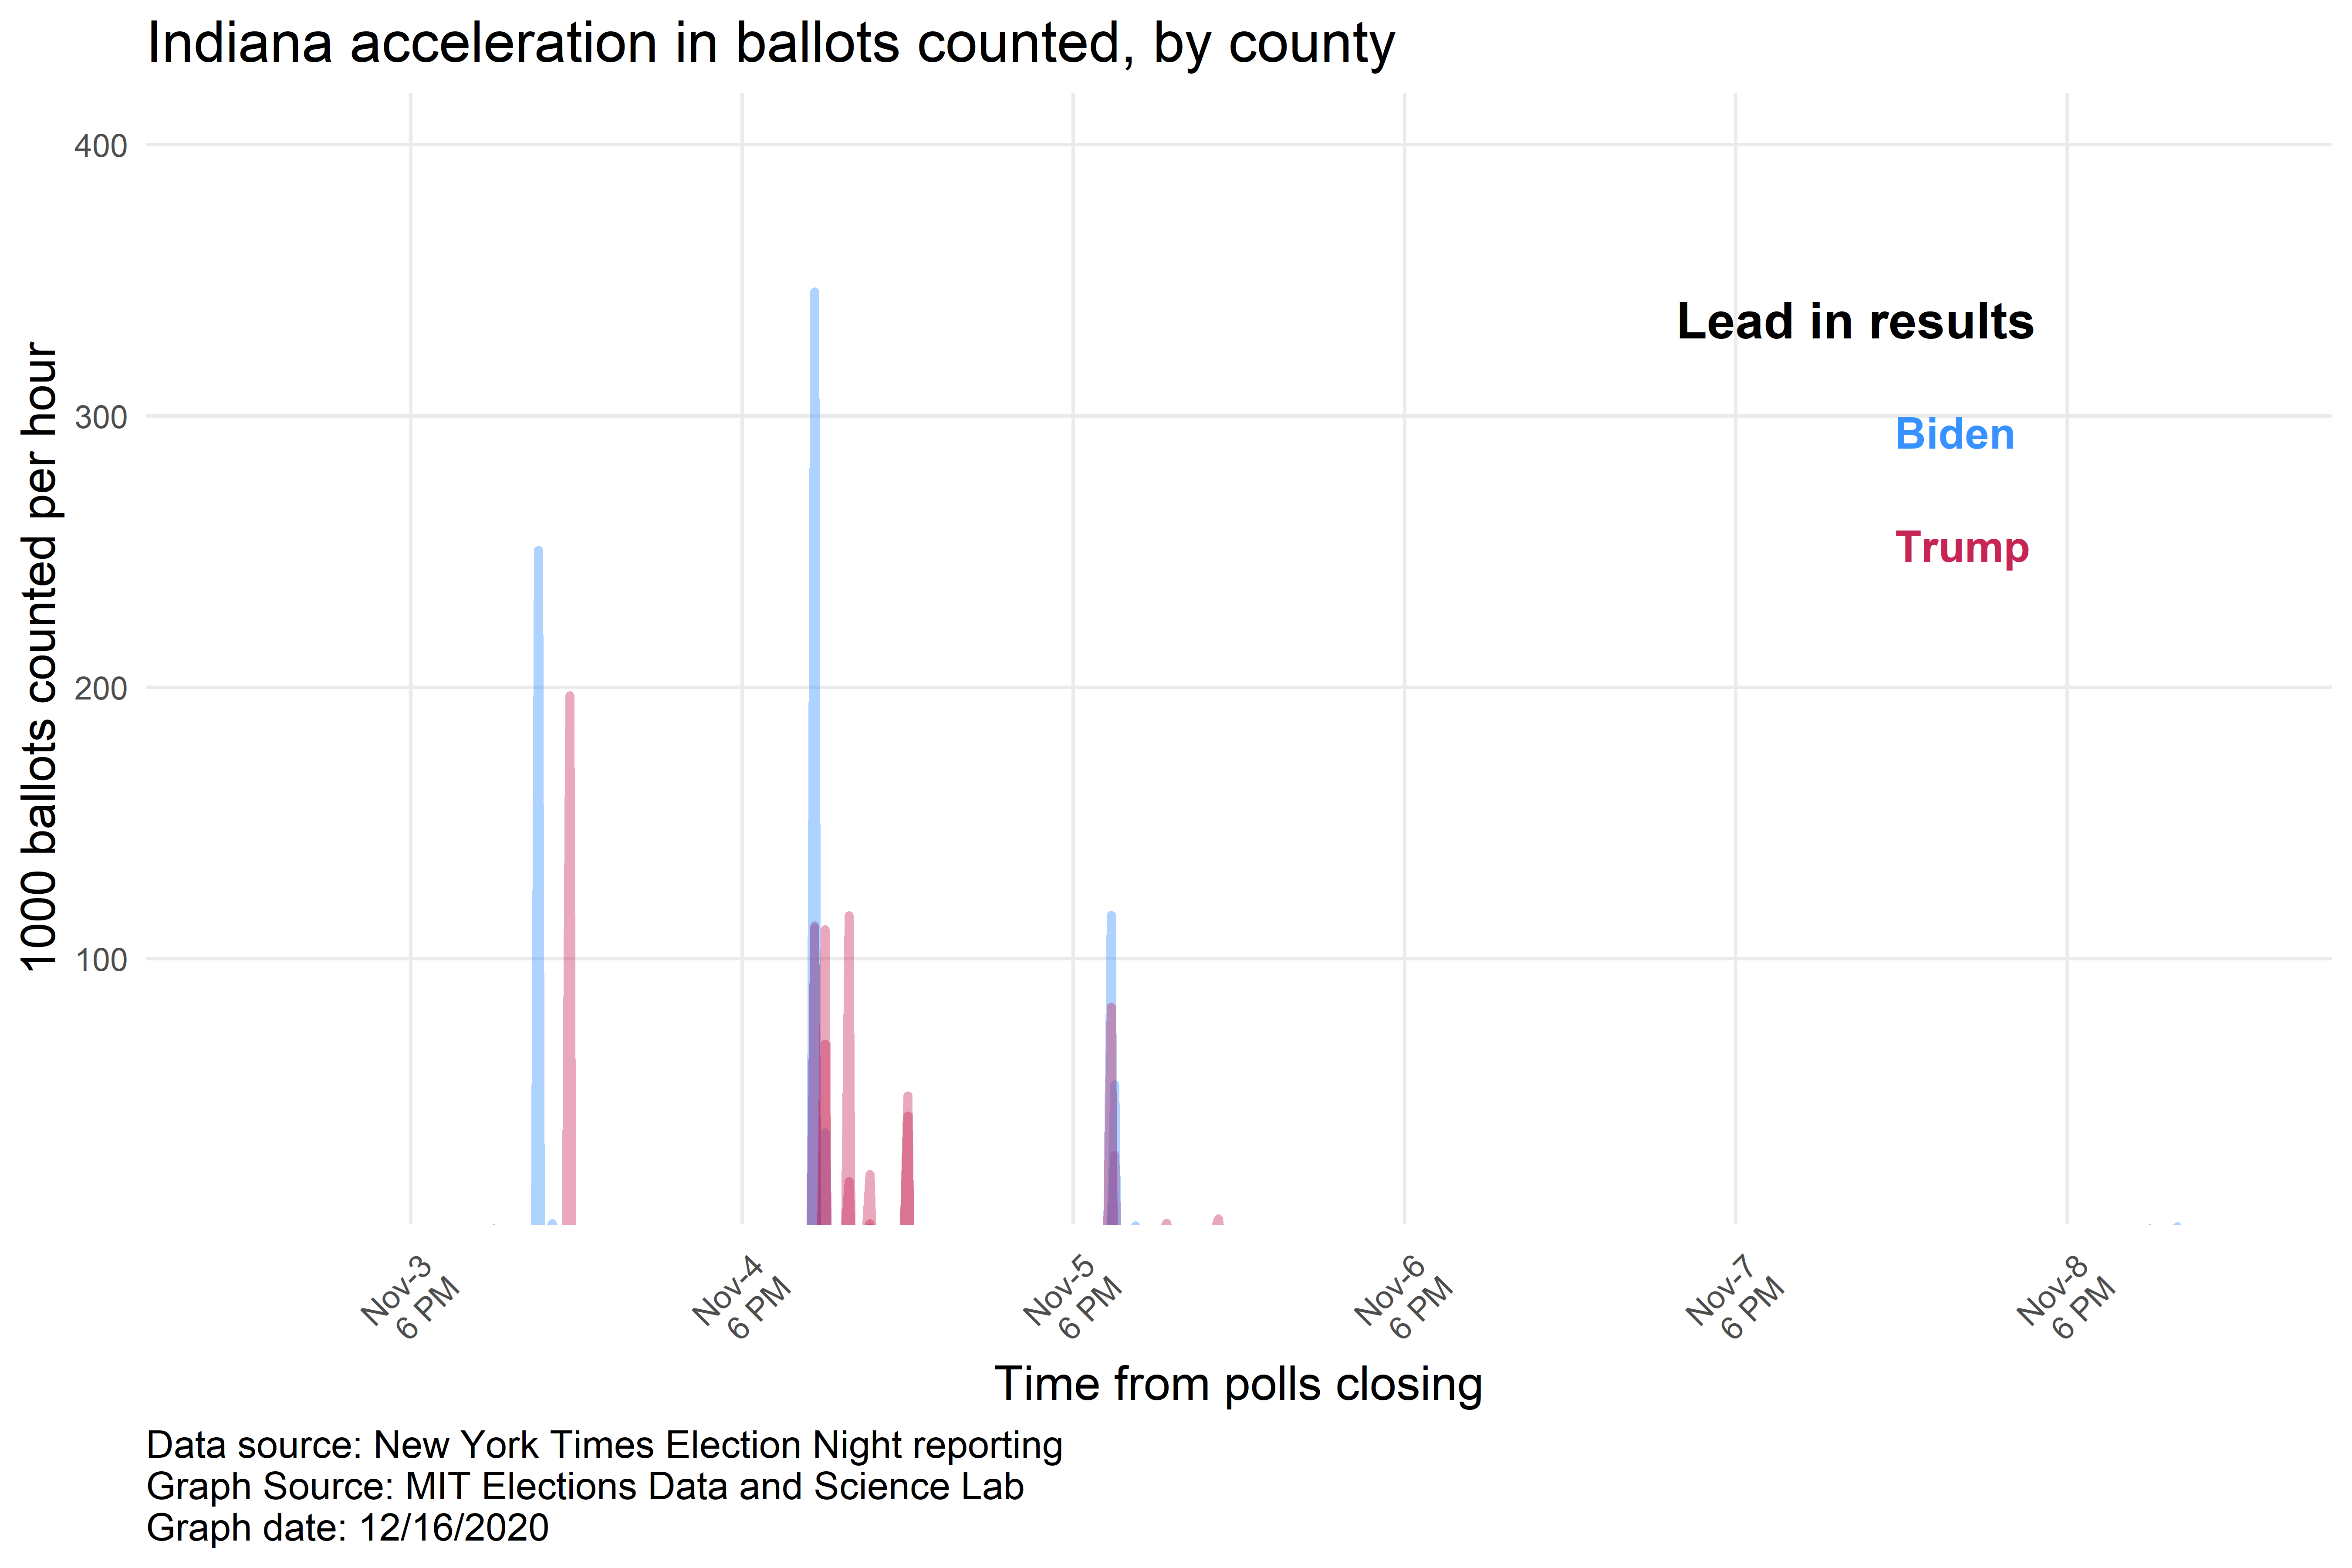 Indiana acceleration in ballots counted, by county
1000 ballots counted per hour
400
300
200
100
Lead in results
Biden
Trump
Nov-3
6 PM
Nov-4
6 PM
Nov-5
6 PM
Nov-6
6 PM
Nov-7
6 PM
Nov-8
6 PM
Time from polls closing
Data source: New York Times Election Night reporting
Graph Source: MIT Elections Data and Science Lab
Graph date: 12/16/2020